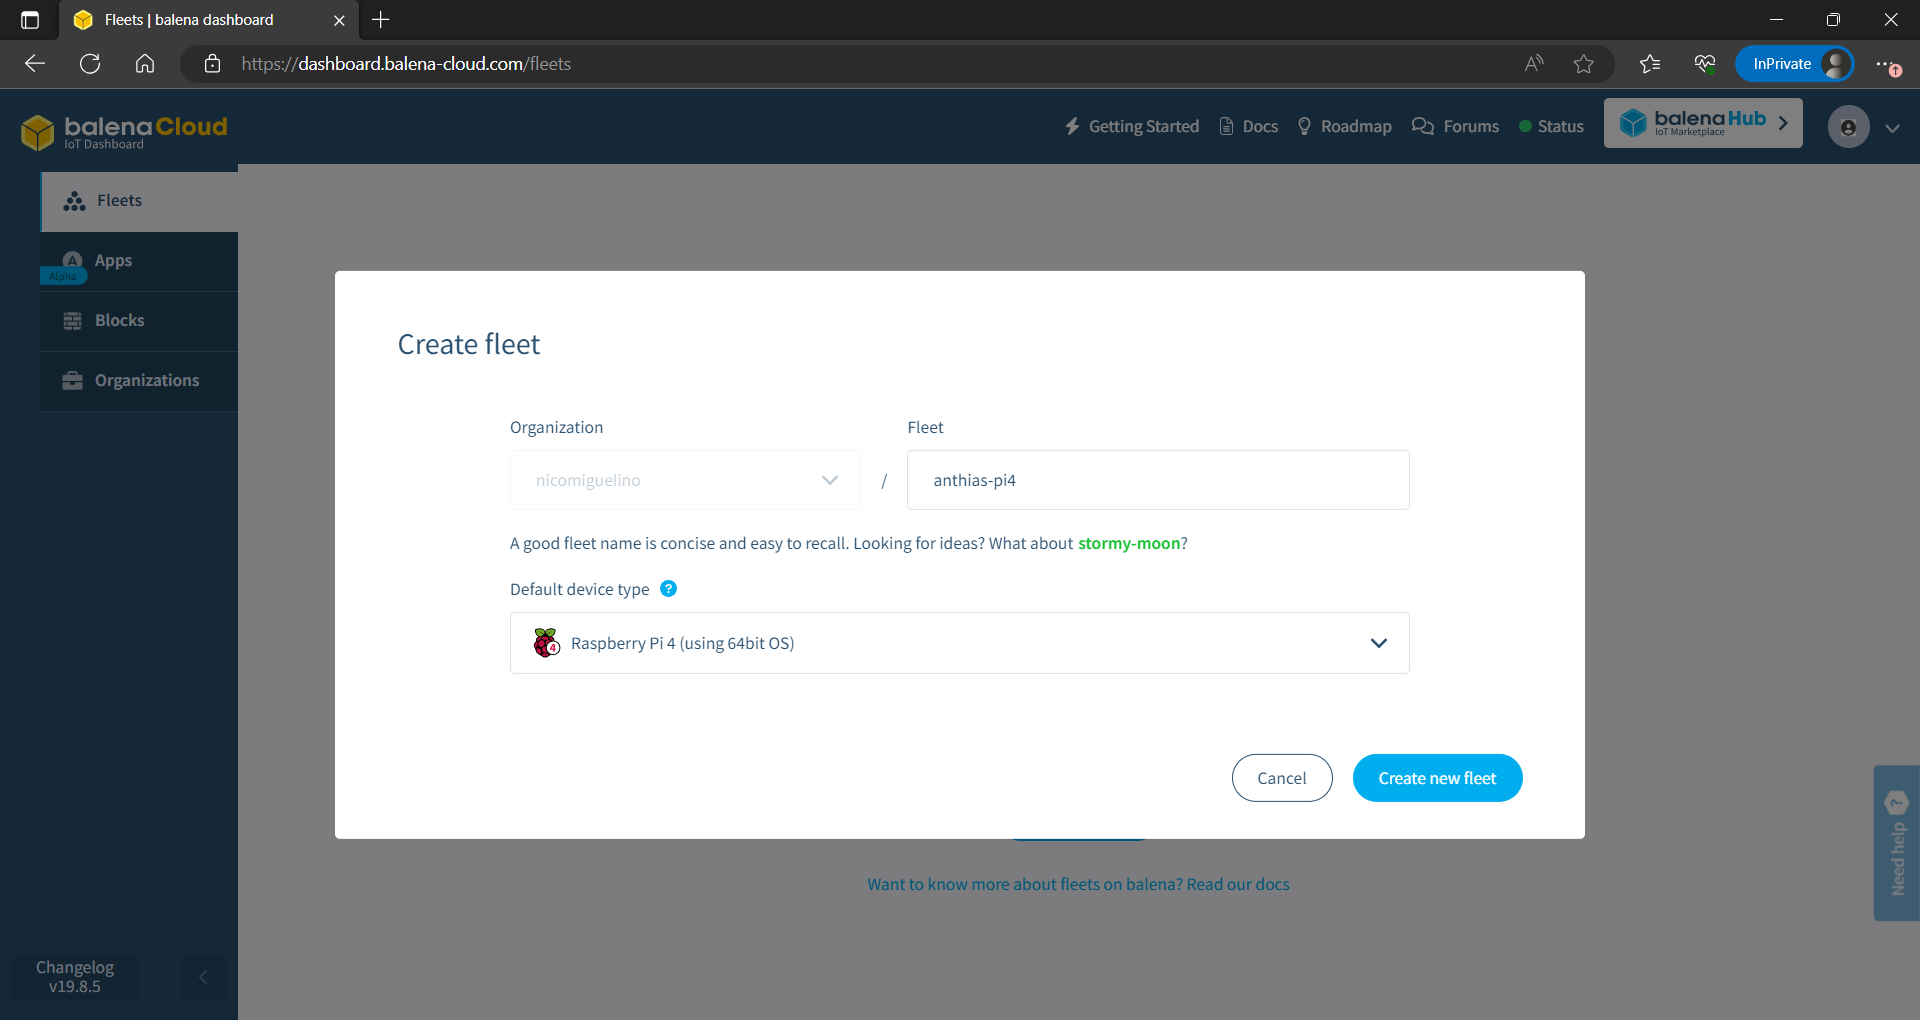 Fleets | balena dashboard
https://dashboard.balena-cloud.com/fleets
InPrivate
balenaCloud
IoT Dashboard
Getting Started
Docs
Roadmap
Forums
Status
balenaHub
IoT Marketplace
Fleets
Apps
Alpha
Blocks
Organizations
Create fleet
Organization
Fleet
nicomiguelino
/
anthias-pi4
A good fleet name is concise and easy to recall. Looking for ideas? What about stormy-moon?
Default device type ?
4
Raspberry Pi 4 (using 64bit OS)
Cancel
Create new fleet
Want to know more about fleets on balena? Read our docs
Need help ?
Changelog
v19.8.5